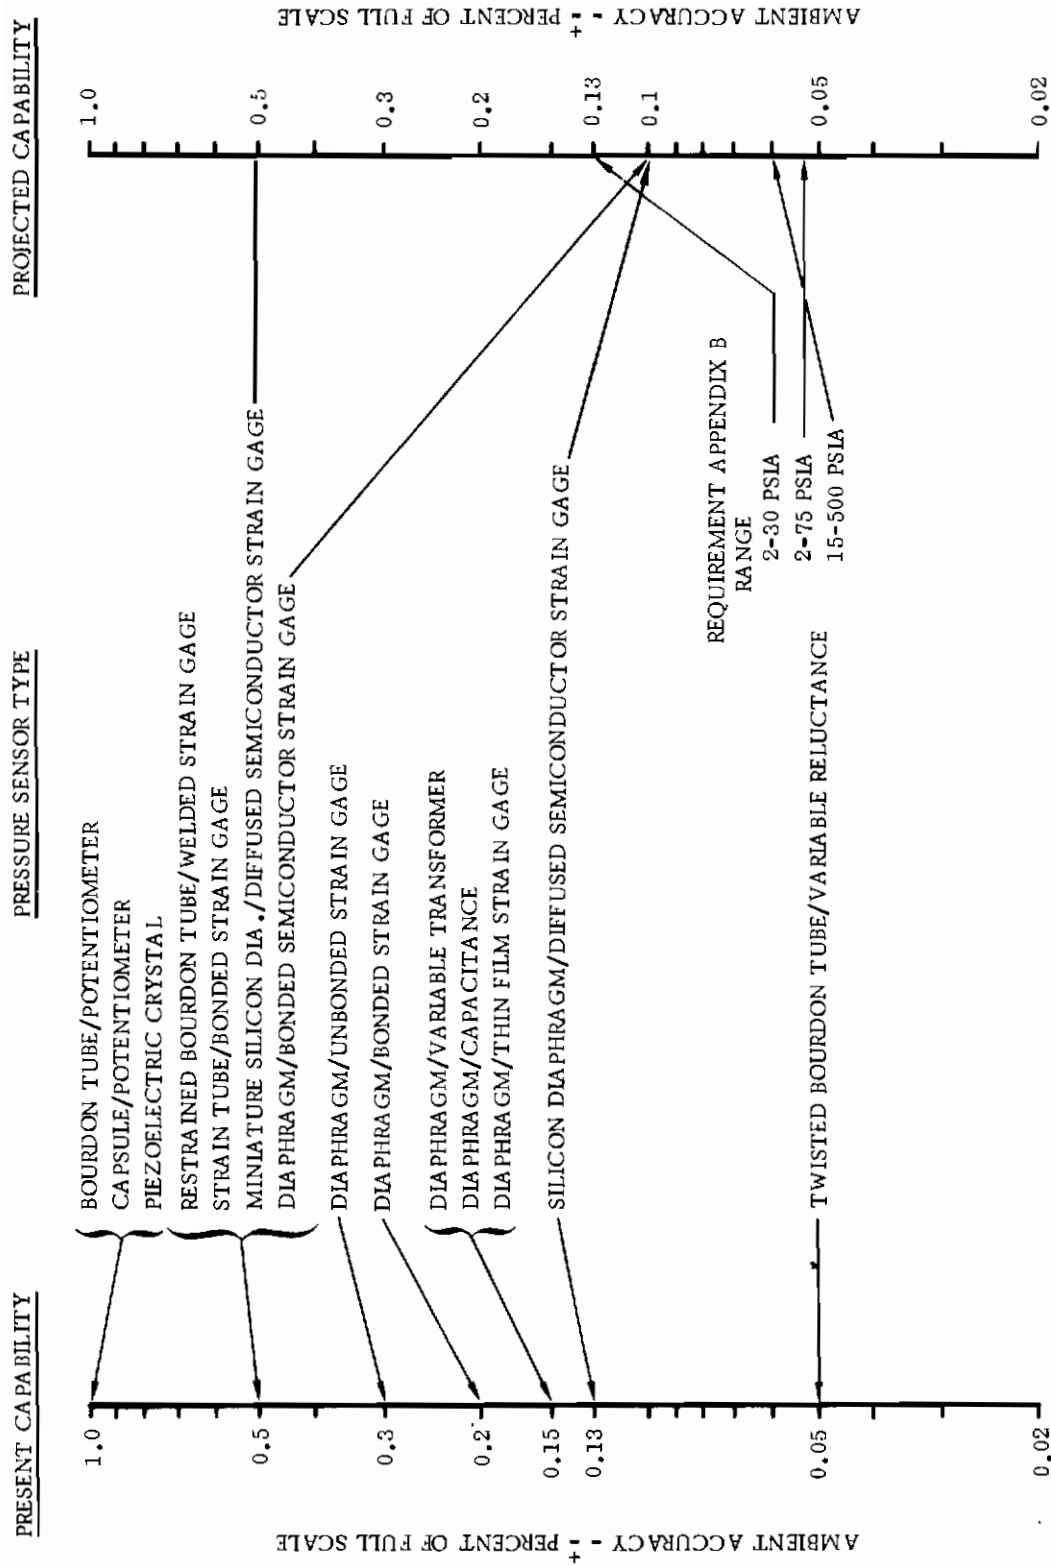 PRESENT CAPABILITY
PRESSURE SENSOR TYPE
PROJECTED CAPABILITY
AMBIENT ACCURACY - +- PERCENT OF FULL SCALE
1.0
0.5
0.3
0.2
0.15
0.13
0.05
0.02
BOURDON TUBE/POTENTIOMETER
CAPSULE/POTENTIOMETER
PIEZOELECTRIC CRYSTAL
RESTRAINED BOURDON TUBE/WELDED STRAIN GAGE
STRAIN TUBE/BONDED STRAIN GAGE
MINIATURE SILICON DIA./DIFFUSED SEMICONDUCTOR STRAIN GAGE
DIAPHRAGM/BONDED SEMICONDUCTOR STRAIN GAGE
DIAPHRAGM/UNBONDED STRAIN GAGE
DIAPHRAGM/BONDED STRAIN GAGE
DIAPHRAGM/VARIABLE TRANSFORMER
DIAPHRAGM/CAPACITANCE
DIAPHRAGM/THIN FILM STRAIN GAGE
SILICON DIAPHRAGM/DIFFUSED SEMICONDUCTOR STRAIN GAGE
REQUIREMENT APPENDIX B
RANGE
2-30 PSIA
2-75 PSIA
15-500 PSIA
TWISTED BOURDON TUBE/VARIABLE RELUCTANCE
1.0
0.5
0.3
0.2
0.13
0.1
0.05
0.02
AMBIENT ACCURACY - +- PERCENT OF FULL SCALE